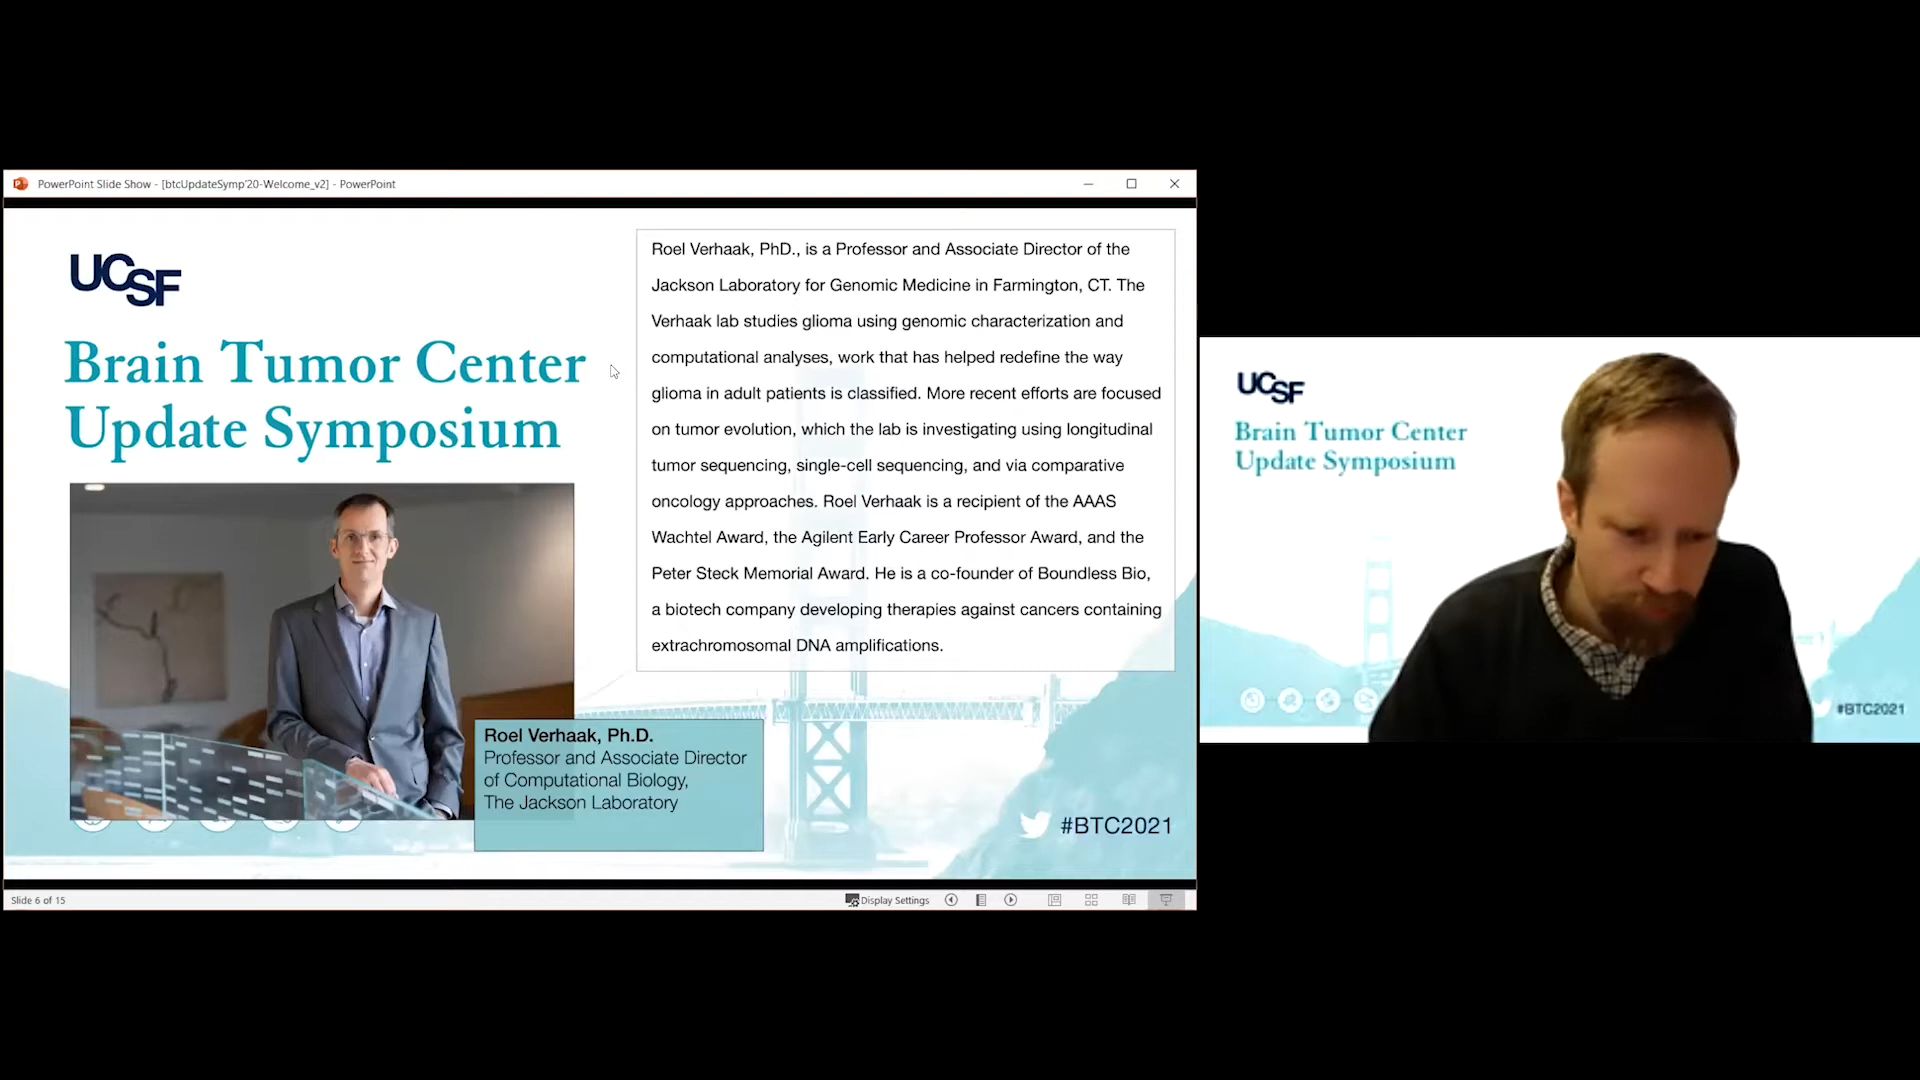 PowerPoint Slide Show - [btcUpdateSymp'20-Welcome_v2] - PowerPoint
UCSF
Brain Tumor Center
Update Symposium
Roel Verhaak, PhD., is a Professor and Associate Director of the
Jackson Laboratory for Genomic Medicine in Farmington, CT. The
Verhaak lab studies glioma using genomic characterization and
computational analyses, work that has helped redefine the way
glioma in adult patients is classified. More recent efforts are focused
on tumor evolution, which the lab is investigating using longitudinal
tumor sequencing, single-cell sequencing, and via comparative
oncology approaches. Roel Verhaak is a recipient of the AAAS
Wachtel Award, the Agilent Early Career Professor Award, and the
Peter Steck Memorial Award. He is a co-founder of Boundless Bio,
a biotech company developing therapies against cancers containing
extrachromosomal DNA amplifications.
Roel Verhaak, Ph.D.
Professor and Associate Director
of Computational Biology,
The Jackson Laboratory
#BTC2021
Slide 6 of 15
Display Settings
UCSF
Brain Tumor Center
Update Symposium
#BTC2021